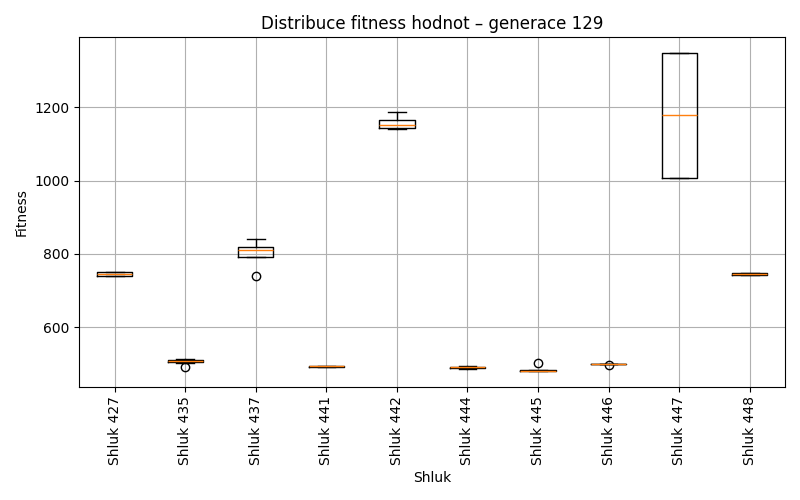 Distribuce fitness hodnot – generace 129
Fitness
1200
1000
800
600
Shluk 427
Shluk 435
Shluk 437
Shluk 441
Shluk 442
Shluk 444
Shluk 445
Shluk 446
Shluk 447
Shluk 448
Shluk